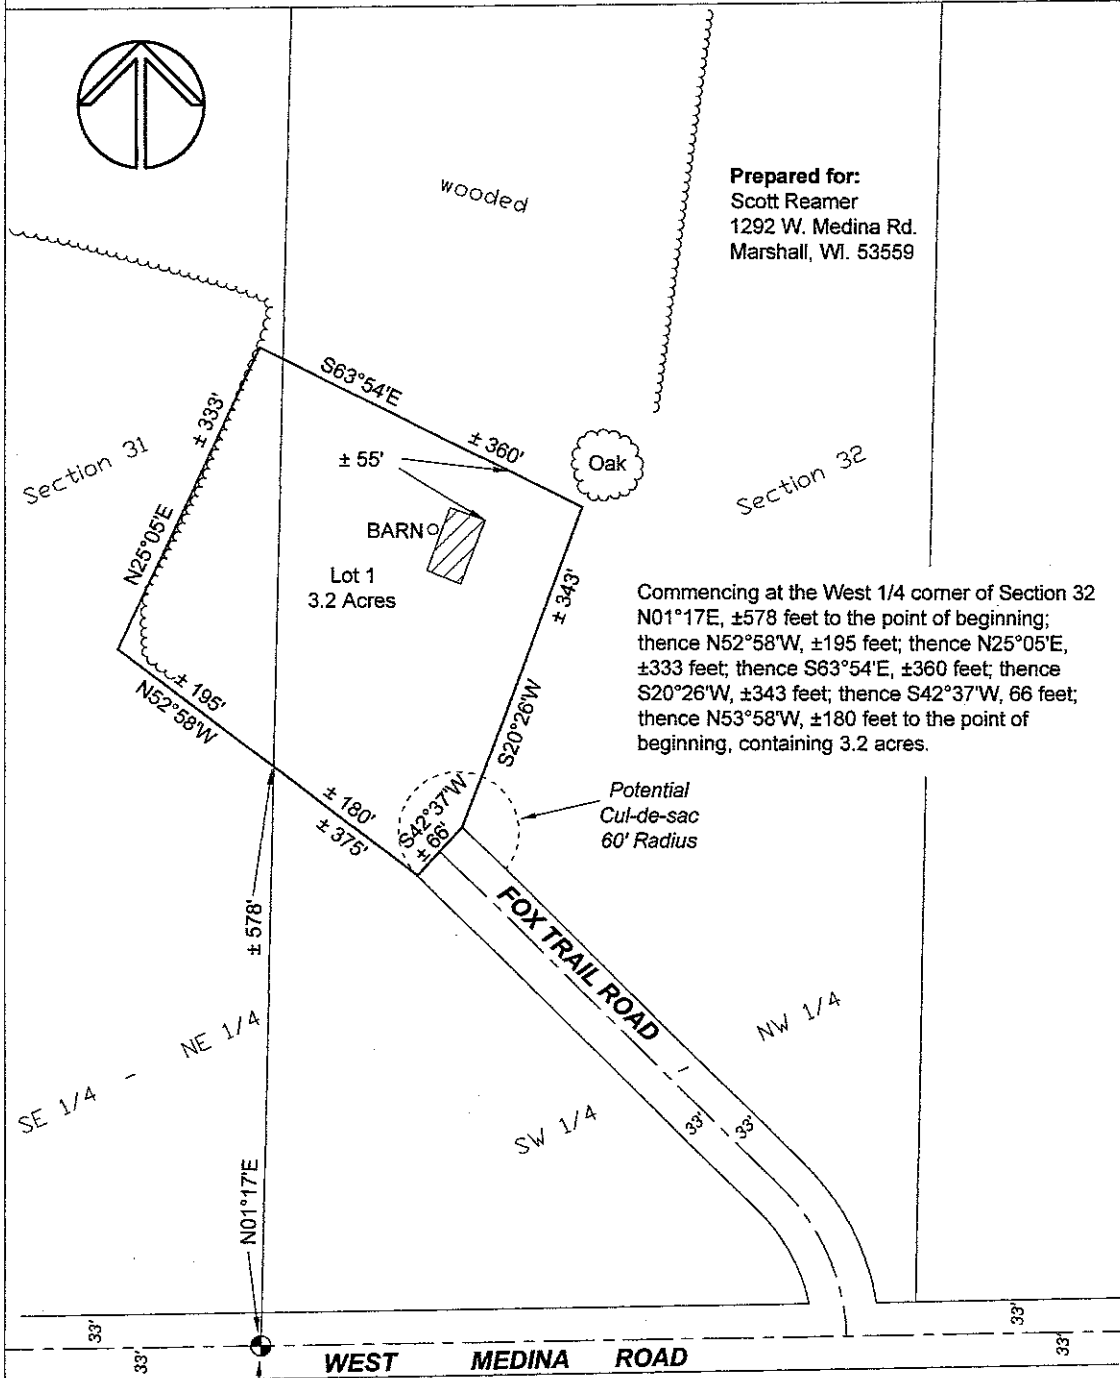 wooded
Prepared for:
Scott Reamer
1292 W. Medina Rd.
Marshall, WI. 53559
S63°54'E
± 360'
± 333'
N25°05'E
Section 31
± 55'
Oak
Section 32
BARN
Lot 1
3.2 Acres
± 343'
S20°26'W
Commencing at the West 1/4 corner of Section 32
N01°17E, ±578 feet to the point of beginning;
thence N52°58'W, ±195 feet; thence N25°05'E,
±333 feet; thence S63°54'E, ±360 feet; thence
S20°26'W, ±343 feet; thence S42°37'W, 66 feet;
thence N53°58'W, ±180 feet to the point of
beginning, containing 3.2 acres.
± 195'
N52°58'W
± 180'
± 375'
S42°37'W
± 66'
Potential
Cul-de-sac
60' Radius
± 578'
FOX TRAIL ROAD
NE 1/4
SE 1/4 -
NW 1/4
SW 1/4
33'
33'
N01°17'E
33'
33'
33'
33'
WEST MEDINA ROAD